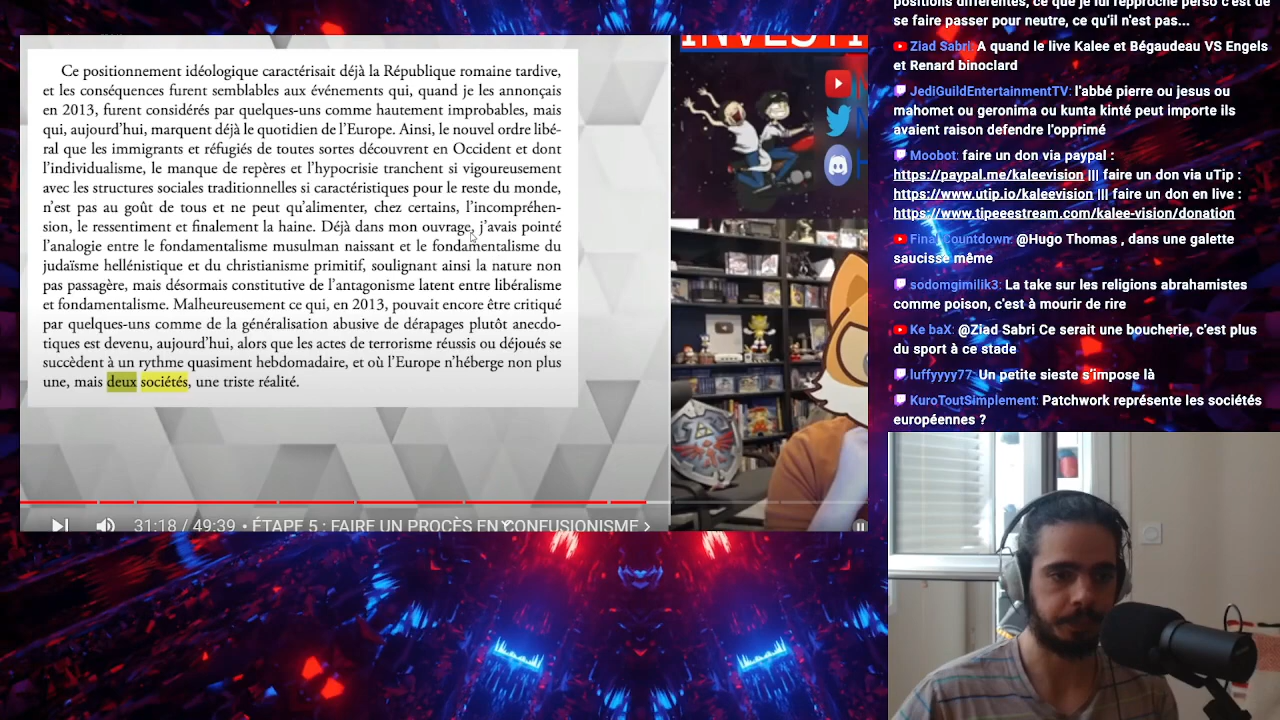 Ce positionnement idéologique caractérisait déjà la République romaine tardive,
et les conséquences furent semblables aux événements qui, quand je les annonçais
en 2013, furent considérés par quelques-uns comme hautement improbables, mais
qui, aujourd'hui, marquent déjà le quotidien de l'Europe. Ainsi, le nouvel ordre libé-
ral que les immigrants et réfugiés de toutes sortes découvrent en Occident et dont
l'individualisme, le manque de repères et l'hypocrisie tranchent si vigoureusement
avec les structures sociales traditionnelles si caractéristiques pour le reste du monde,
n'est pas au goût de tous et ne peut qu'alimenter, chez certains, l'incompréhen-
sion, le ressentiment et finalement la haine. Déjà dans mon ouvrage, j'avais pointé
l'analogie entre le fondamentalisme musulman naissant et le fondamentalisme du
judaïsme hellénistique et du christianisme primitif, soulignant ainsi la nature non
pas passagère, mais désormais constitutive de l'antagonisme latent entre libéralisme
et fondamentalisme. Malheureusement ce qui, en 2013, pouvait encore être critiqué
par quelques-uns comme de la généralisation abusive de dérapages plutôt anecdo-
tiques est devenu, aujourd'hui, alors que les actes de terrorisme réussis ou déjoués se
succèdent à un rythme quasiment hebdomadaire, et où l'Europe n'héberge non plus
une, mais deux sociétés, une triste réalité.
31:18 / 49:39 • ÉTAPE 5 : FAIRE UN PROCÈS EN CONFUSIONISME
INVESTI
positions différentes, ce que je lui reproche perso c'est de
se faire passer pour neutre, ce qu'il n'est pas...
Ziad Sabri: A quand le live Kalee et Bégaudeau VS Engels
et Renard binoclard
JediGuildEntertainmentTV: l'abbé pierre ou jesus ou
mahomet ou geronima ou kunta kinté peut importe ils
avaient raison defendre l'opprimé
Moobot: faire un don via paypal :
https://paypal.me/kaleevision ||| faire un don via uTip :
https://www.utip.io/kaleevision ||| faire un don en live :
https://www.tipeeestream.com/kalee-vision/donation
Final Countdown: @Hugo Thomas , dans une galette
saucisse même
sodomgimilik3: La take sur les religions abrahamistes
comme poison, c'est à mourir de rire
Ke baX: @Ziad Sabri Ce serait une boucherie, c'est plus
du sport à ce stade
luffyyyy77: Un petite sieste s'impose là
KuroToutSimplement: Patchwork représente les sociétés
européennes ?